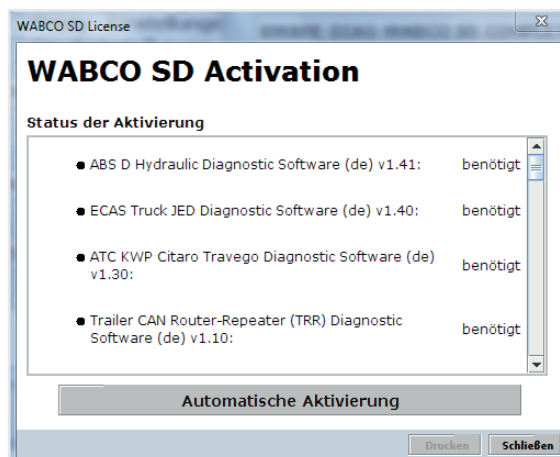 WABCO SD License
WABCO SD Activation
Status der Aktivierung
● ABS D Hydraulic Diagnostic Software (de) v1.41: benötigt
● ECAS Truck JED Diagnostic Software (de) v1.40: benötigt
● ATC KWP Citaro Travego Diagnostic Software (de) benötigt
v1.30:
● Trailer CAN Router-Repeater (TRR) Diagnostic benötigt
Software (de) v1.10:
Automatische Aktivierung
Drucken Schließen